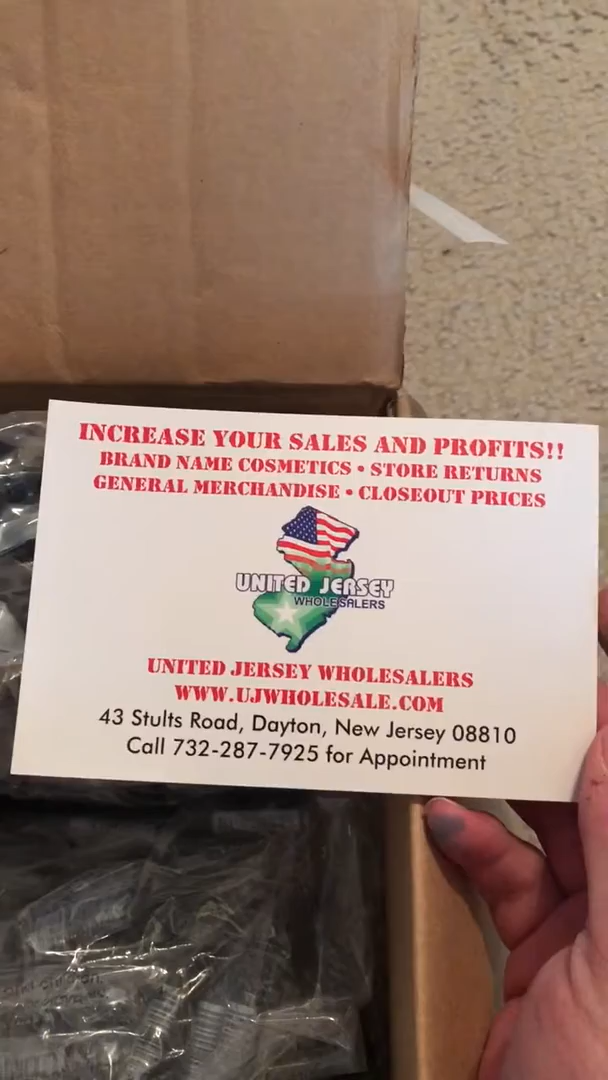 INCREASE YOUR SALES AND PROFITS!!
BRAND NAME COSMETICS • STORE RETURNS
GENERAL MERCHANDISE • CLOSEOUT PRICES
UNITED JERSEY
WHOLESALERS
UNITED JERSEY WHOLESALERS
WWW.UJWHOLESALE.COM
43 Stults Road, Dayton, New Jersey 08810
Call 732-287-7925 for Appointment